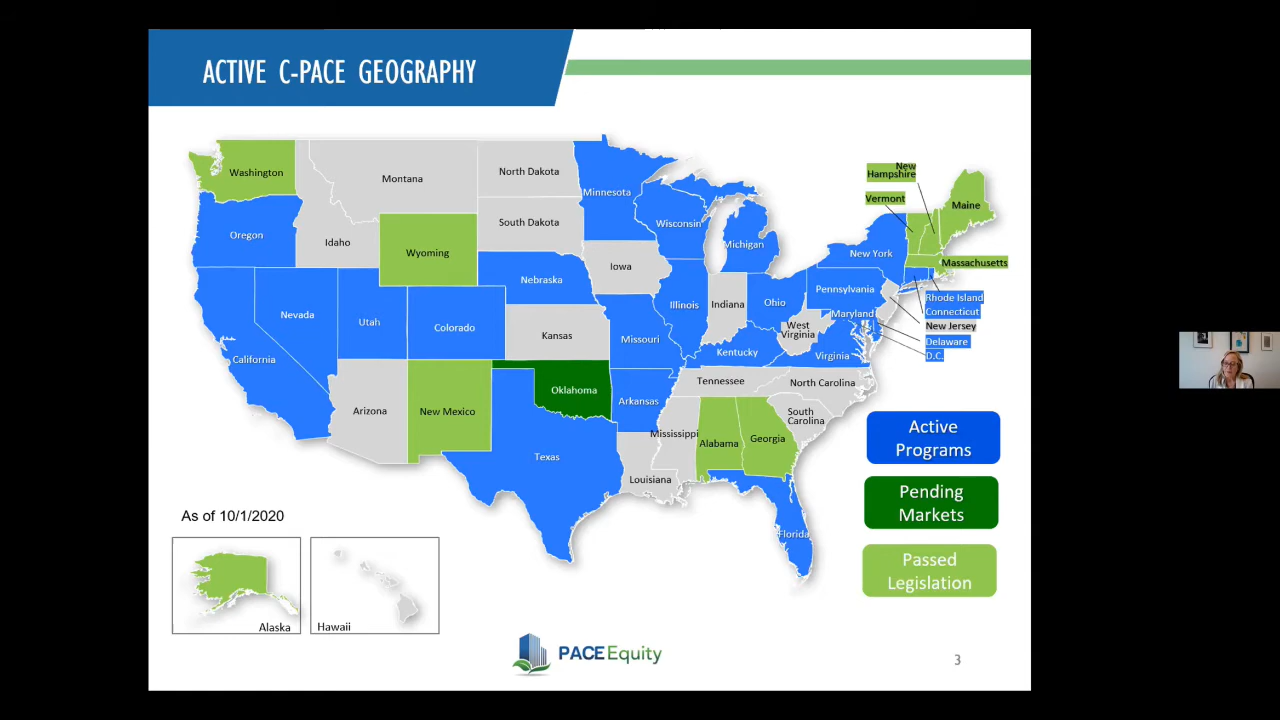 ACTIVE C-PACE GEOGRAPHY
Washington
Montana
North Dakota
Minnesota
New
Hampshire
Vermont
Maine
Oregon
Idaho
Wyoming
South Dakota
Wisconsin
Michigan
New York
Massachusetts
Nevada
Utah
Colorado
Nebraska
Iowa
Illinois
Indiana
Ohio
Pennsylvania
Rhode Island
Connecticut
New Jersey
Delaware
D.C.
Maryland
California
Kansas
Missouri
Kentucky
West
Virginia
Virginia
Arizona
New Mexico
Oklahoma
Arkansas
Tennessee
North Carolina
South
Carolina
Mississippi
Alabama
Georgia
Texas
Louisiana
Florida
Active
Programs
Pending
Markets
Passed
Legislation
As of 10/1/2020
Alaska
Hawaii
PACE Equity
3